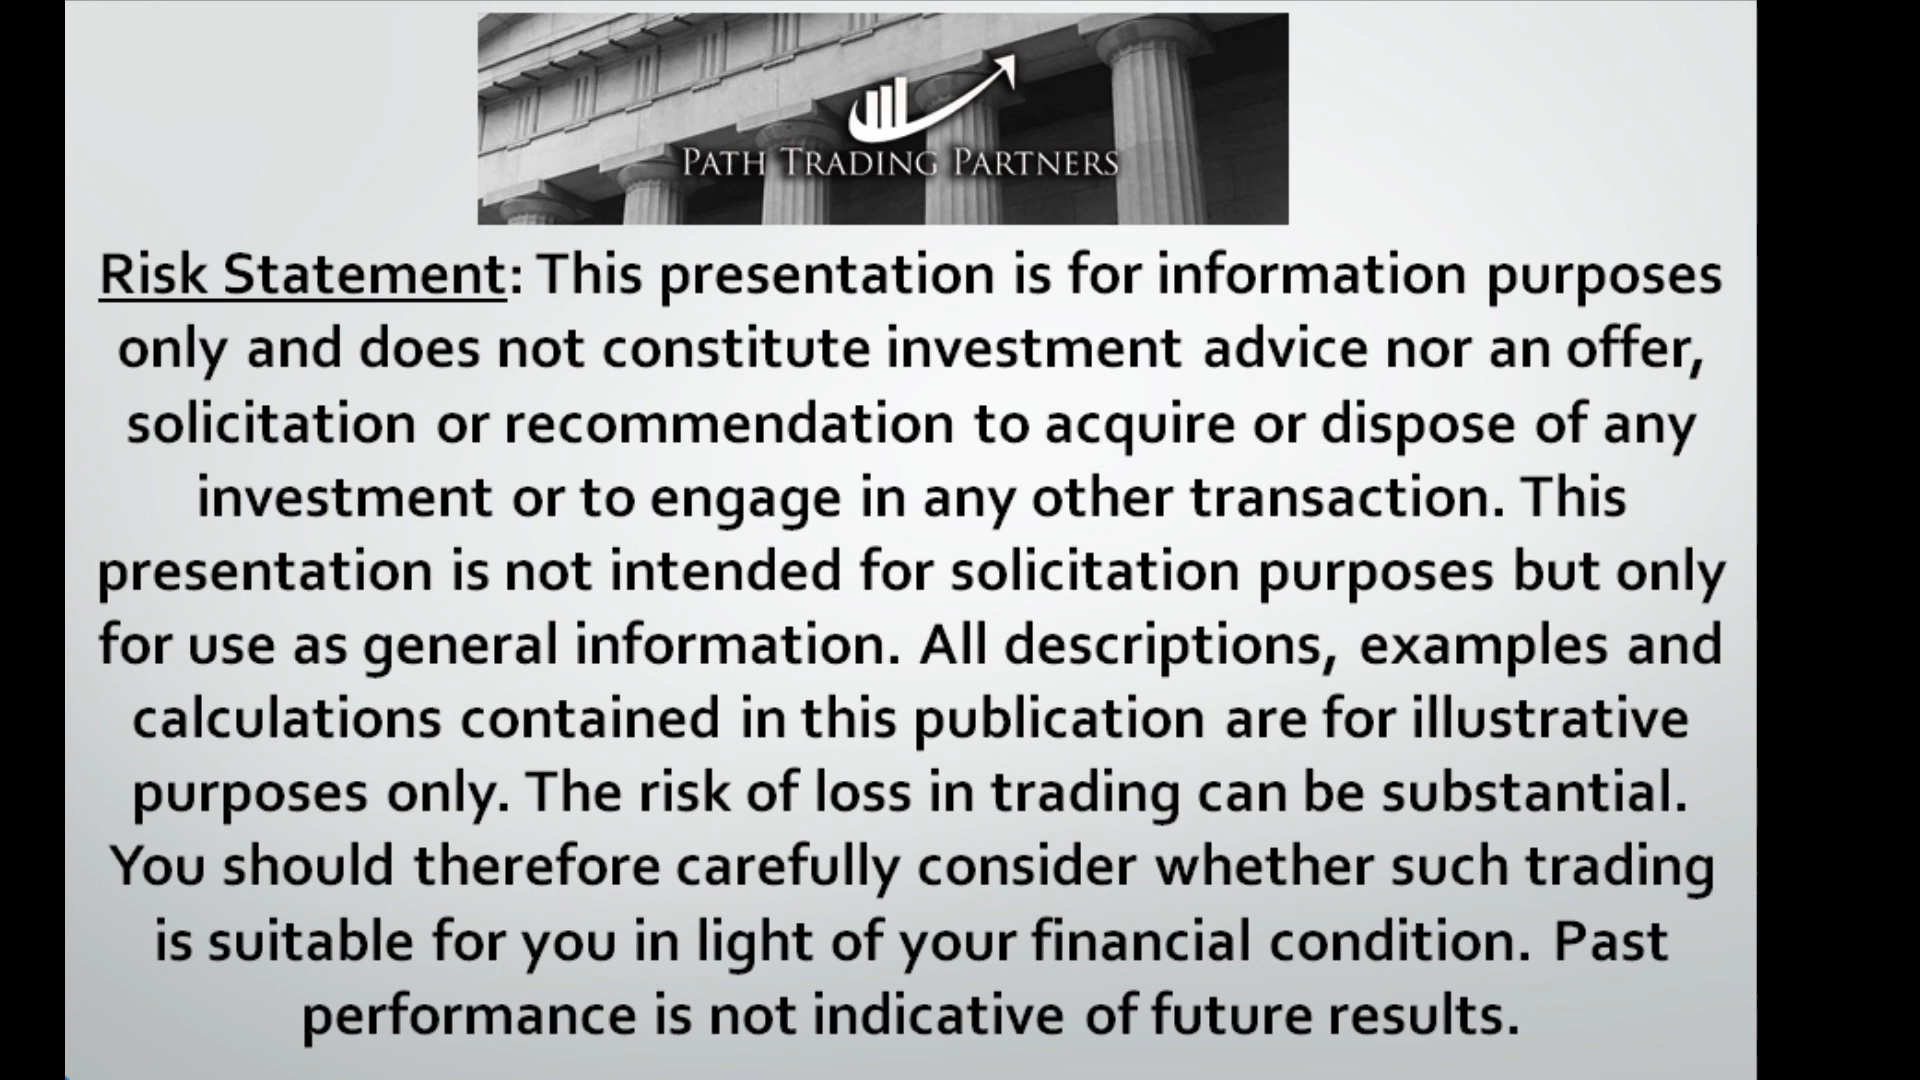 PATH TRADING PARTNERS
Risk Statement: This presentation is for information purposes
only and does not constitute investment advice nor an offer,
solicitation or recommendation to acquire or dispose of any
investment or to engage in any other transaction. This
presentation is not intended for solicitation purposes but only
for use as general information. All descriptions, examples and
calculations contained in this publication are for illustrative
purposes only. The risk of loss in trading can be substantial.
You should therefore carefully consider whether such trading
is suitable for you in light of your financial condition. Past
performance is not indicative of future results.